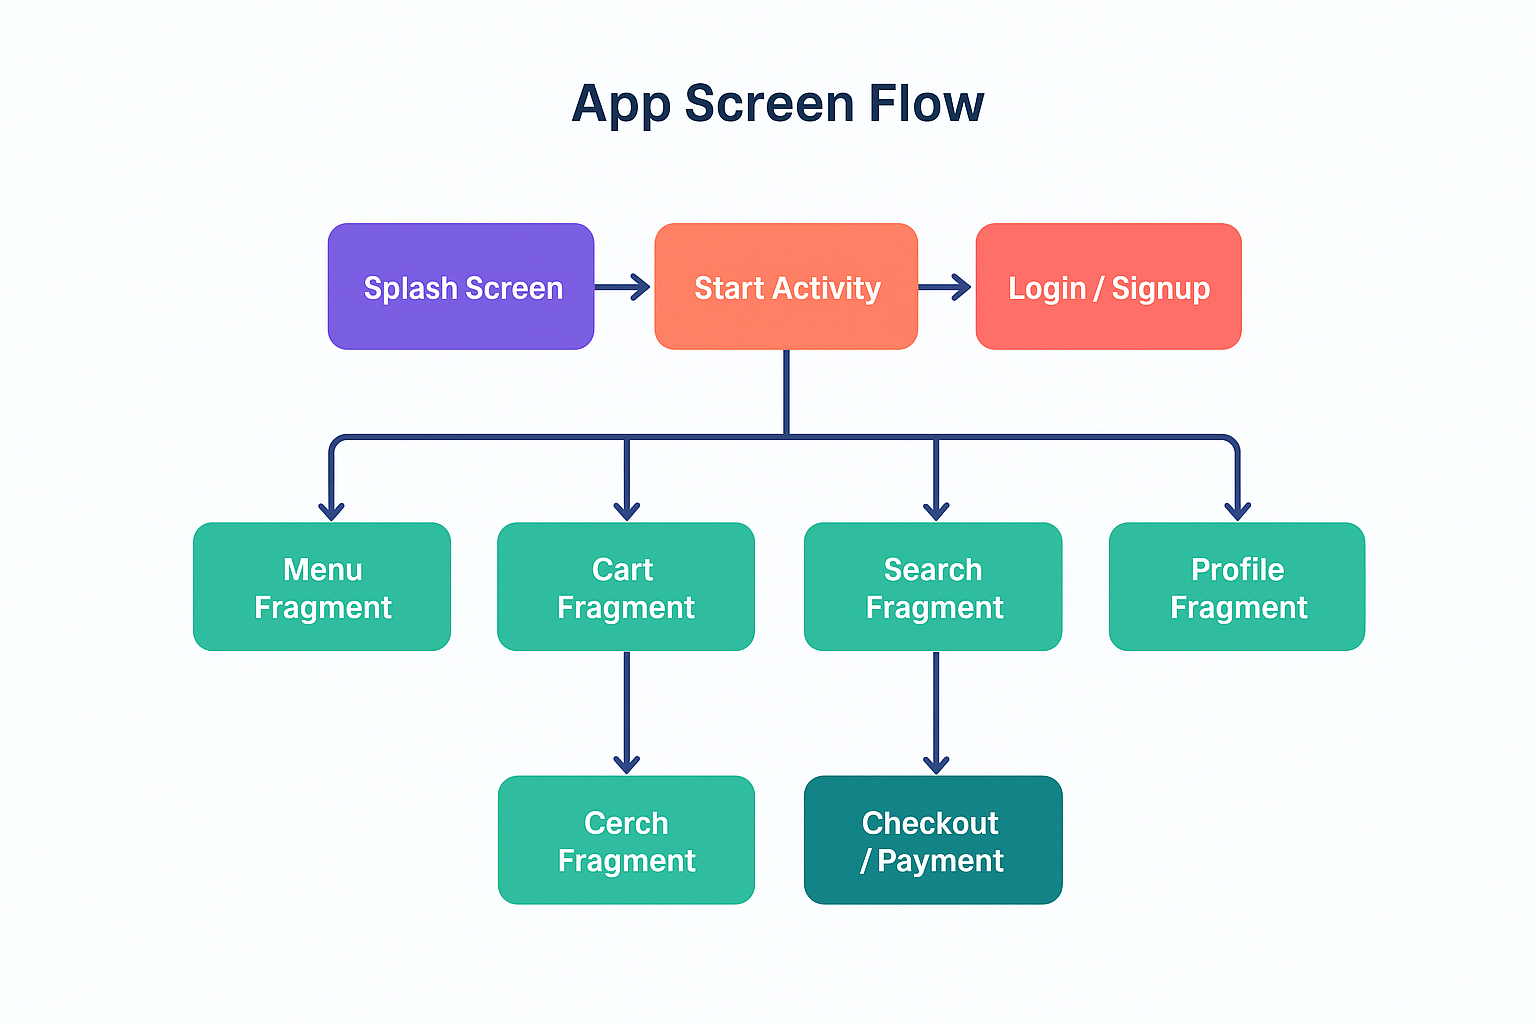 App Screen Flow
Splash Screen
Start Activity
Login / Signup
Menu
Fragment
Cart
Fragment
Search
Fragment
Profile
Fragment
Cerch
Fragment
Checkout
/ Payment